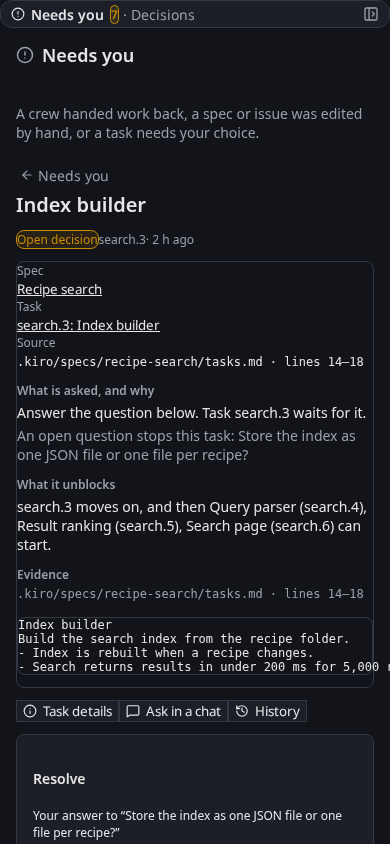 Needs you 7 · Decisions
Needs you
A crew handed work back, a spec or issue was edited
by hand, or a task needs your choice.
← Needs you
Index builder
Open decision search.3 · 2 h ago
Spec
Recipe search
Task
search.3: Index builder
Source
.kiro/specs/recipe-search/tasks.md · lines 14–18
What is asked, and why
Answer the question below. Task search.3 waits for it.
An open question stops this task: Store the index as
one JSON file or one file per recipe?
What it unblocks
search.3 moves on, and then Query parser (search.4),
Result ranking (search.5), Search page (search.6) can
start.
Evidence
.kiro/specs/recipe-search/tasks.md · lines 14–18
Index builder
Build the search index from the recipe folder.
- Index is rebuilt when a recipe changes.
- Search returns results in under 200 ms for 5,000
Task details
Ask in a chat
History
Resolve
Your answer to “Store the index as one JSON file or one
file per recipe?”